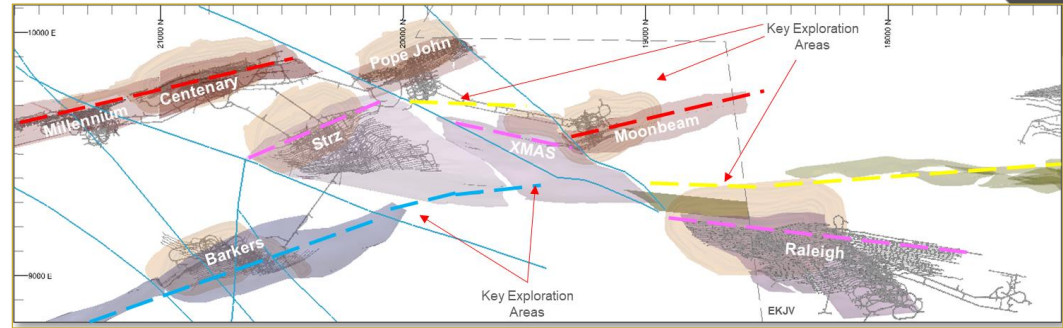 10000 E
21000 N
20000 N
19000 N
18000 N
Key Exploration
Areas
Pope John
Centenary
Millennium
Strz
XMAS
Moonbeam
Barkers
Raleigh
9000 E
Key Exploration
Areas
EKJV